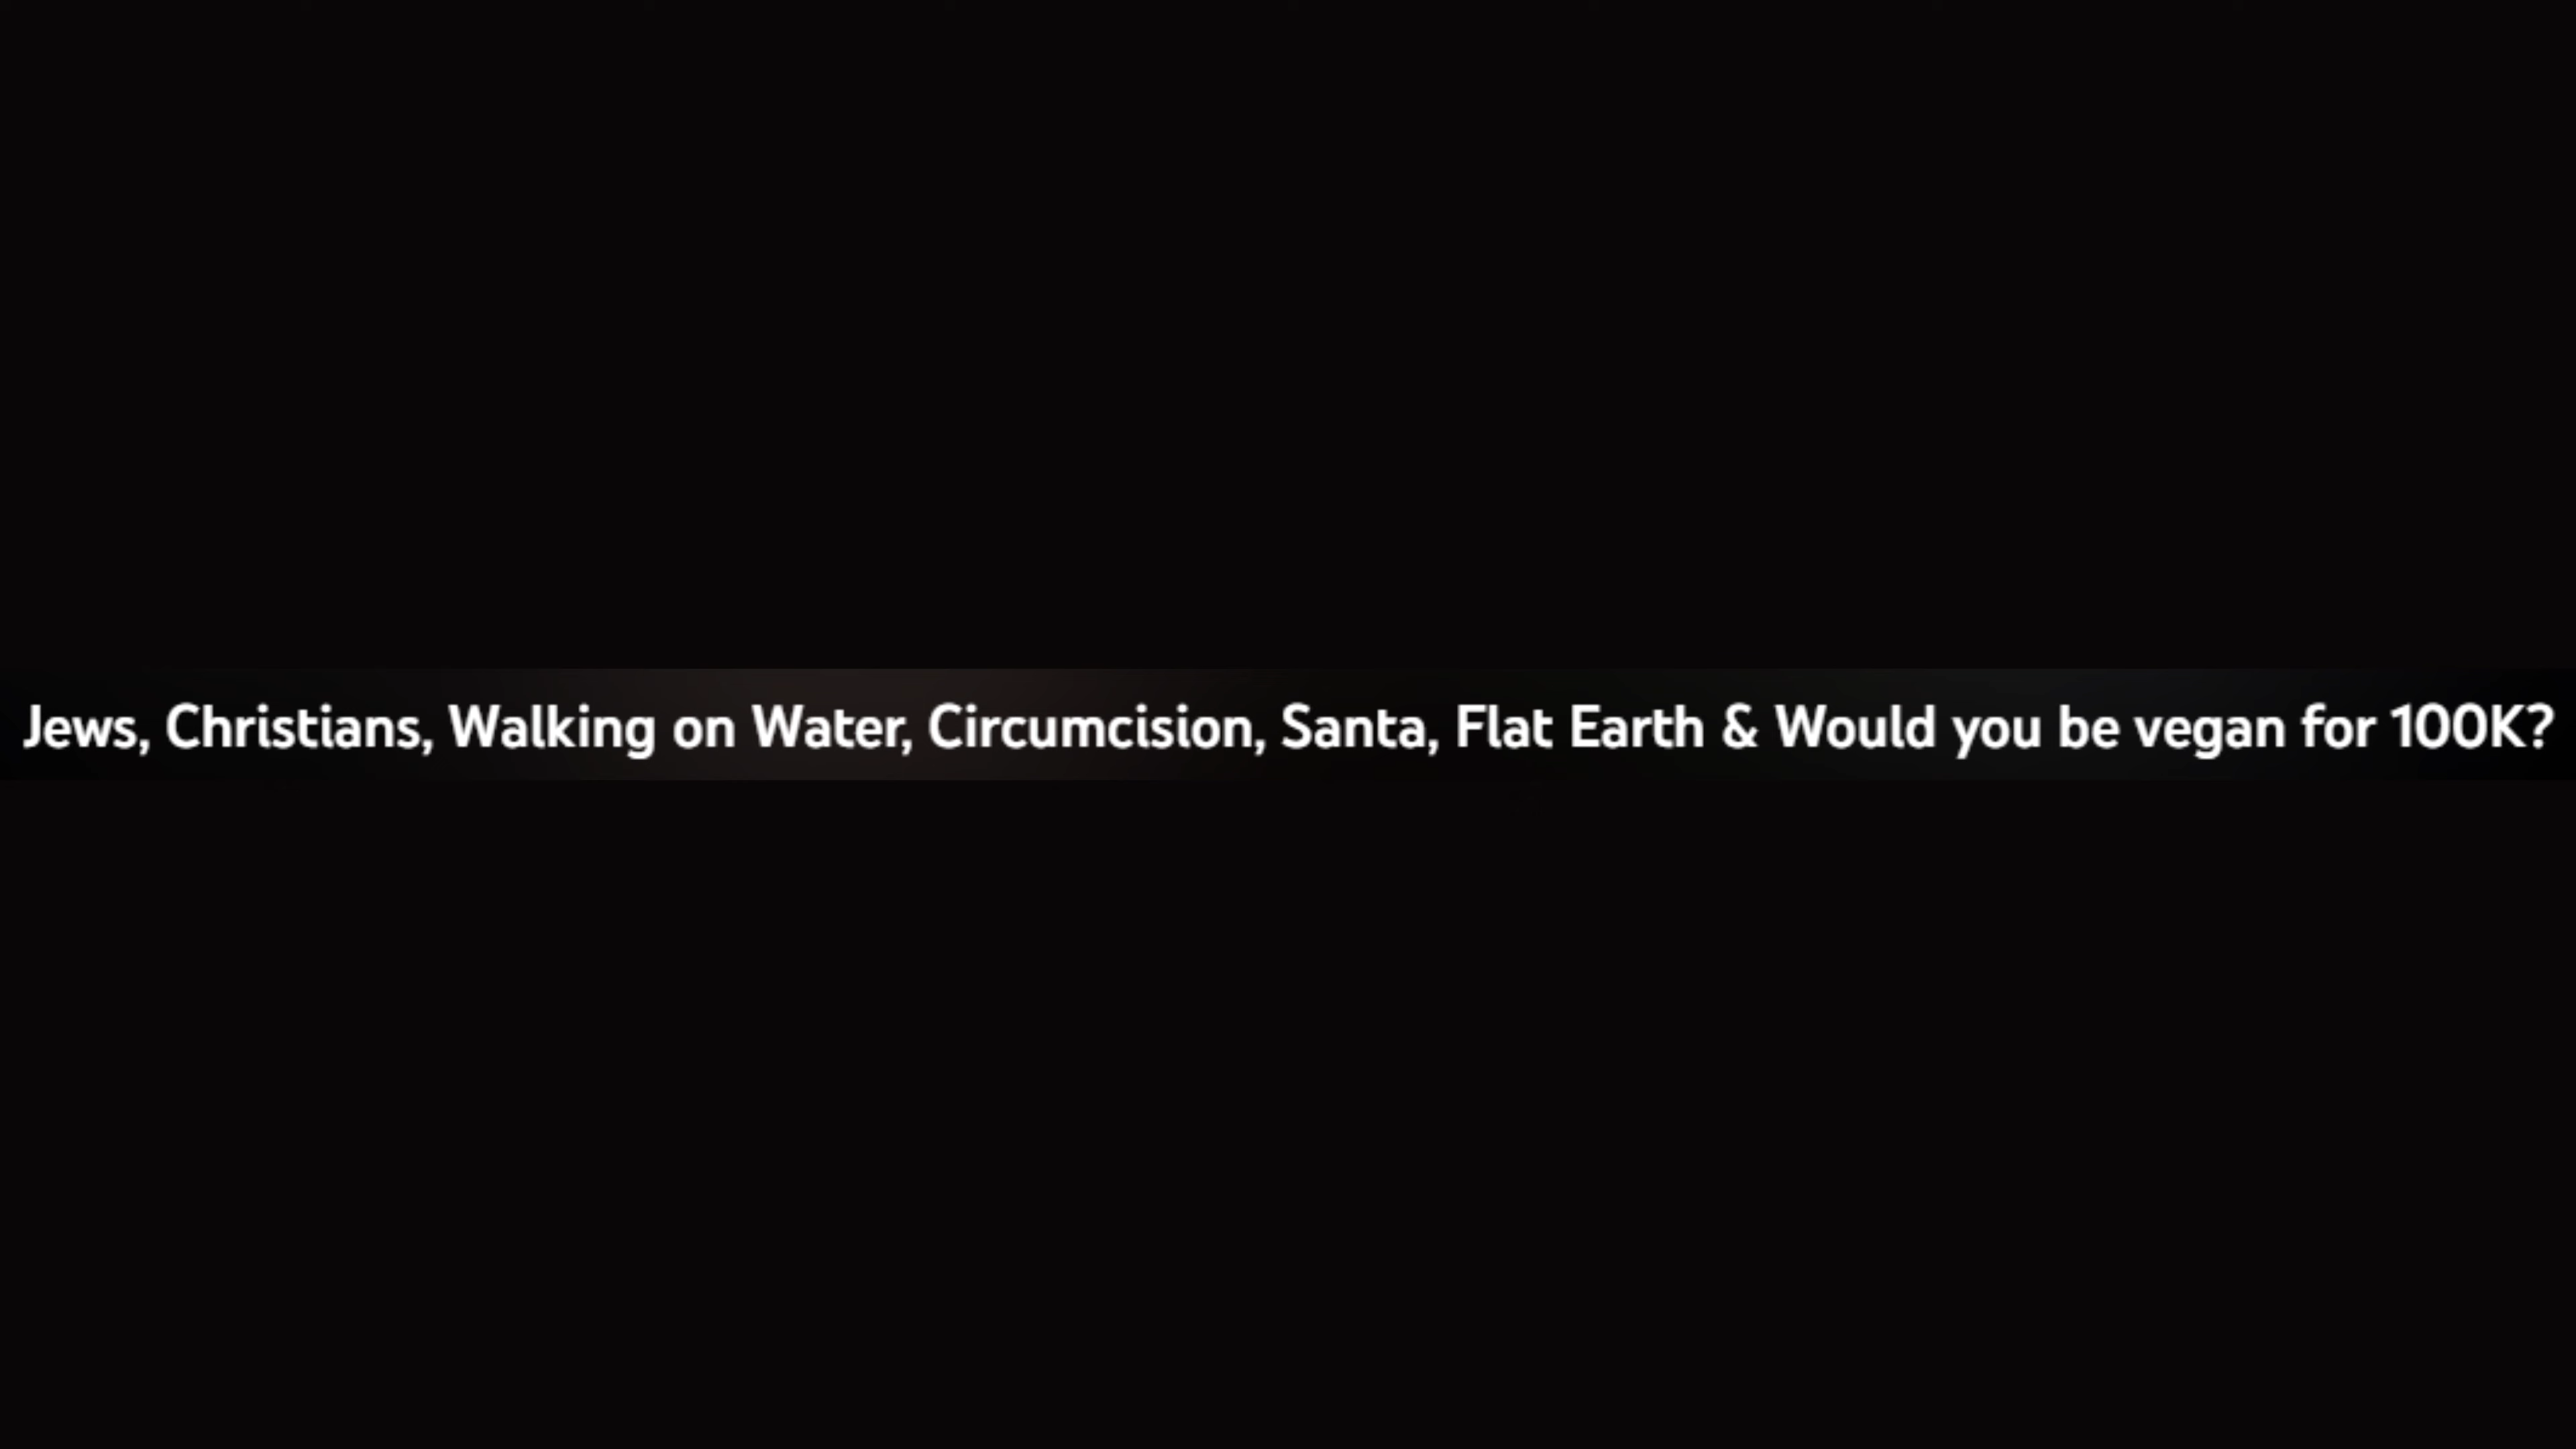 Jews, Christians, Walking on Water, Circumcision, Santa, Flat Earth & Would you be vegan for 100K?